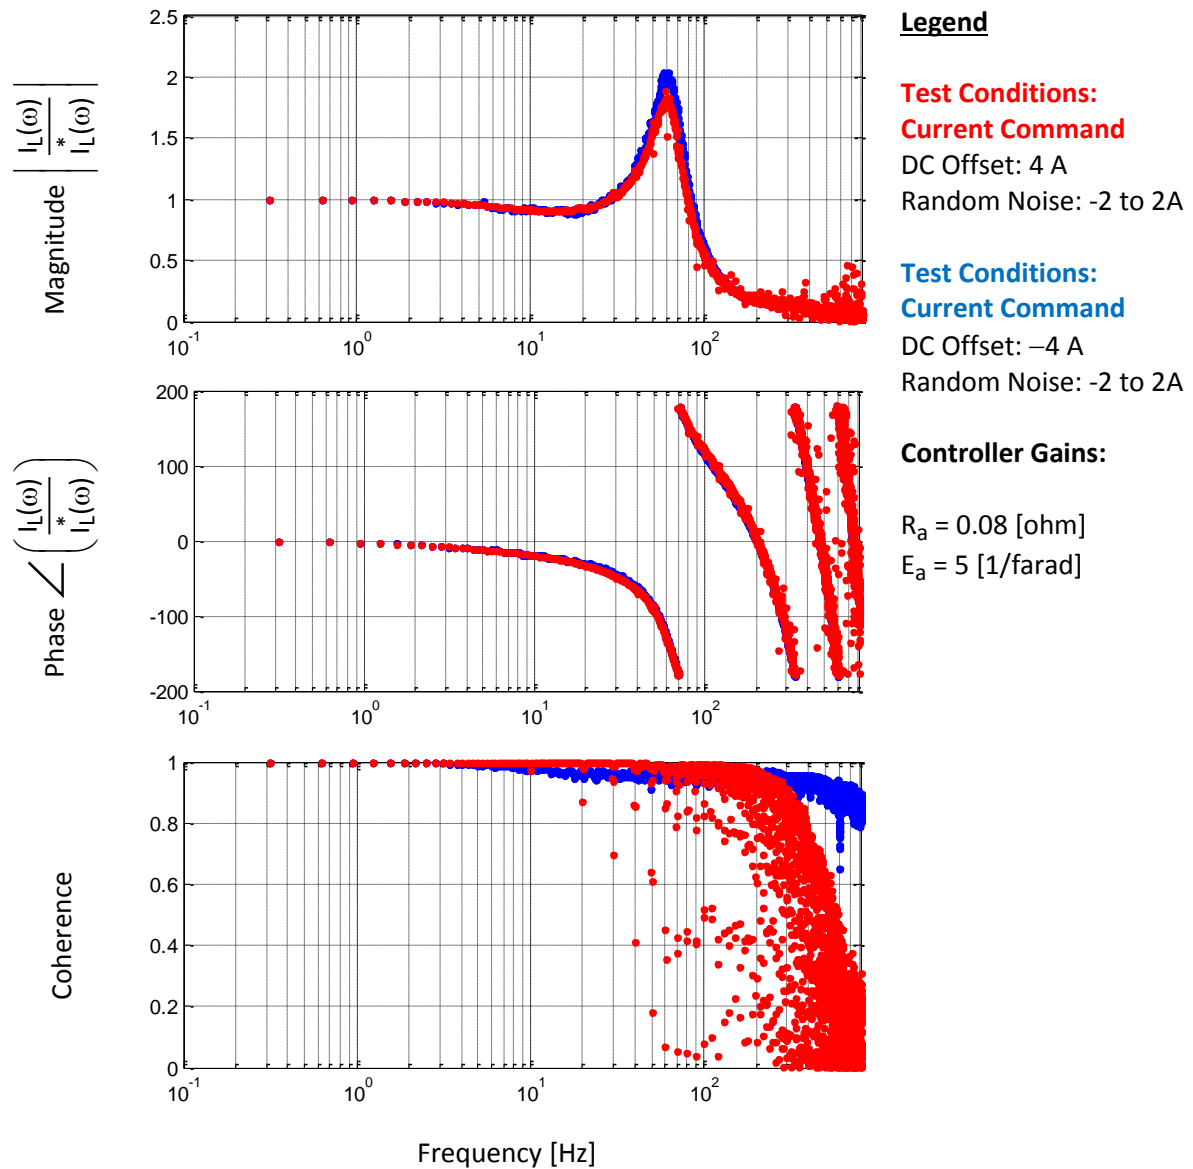 2.5
2
1.5
1
0.5
0
10-1
100
101
102
Magnitude | IL(ω) / I*L(ω) |
200
100
0
-100
-200
10-1
100
101
102
Phase ∠ ( IL(ω) / I*L(ω) )
1
0.8
0.6
0.4
0.2
0
10-1
100
101
102
Coherence
Frequency [Hz]
Legend
Test Conditions:
Current Command
DC Offset: 4 A
Random Noise: -2 to 2A
Test Conditions:
Current Command
DC Offset: −4 A
Random Noise: -2 to 2A
Controller Gains:
Ra = 0.08 [ohm]
Ea = 5 [1/farad]